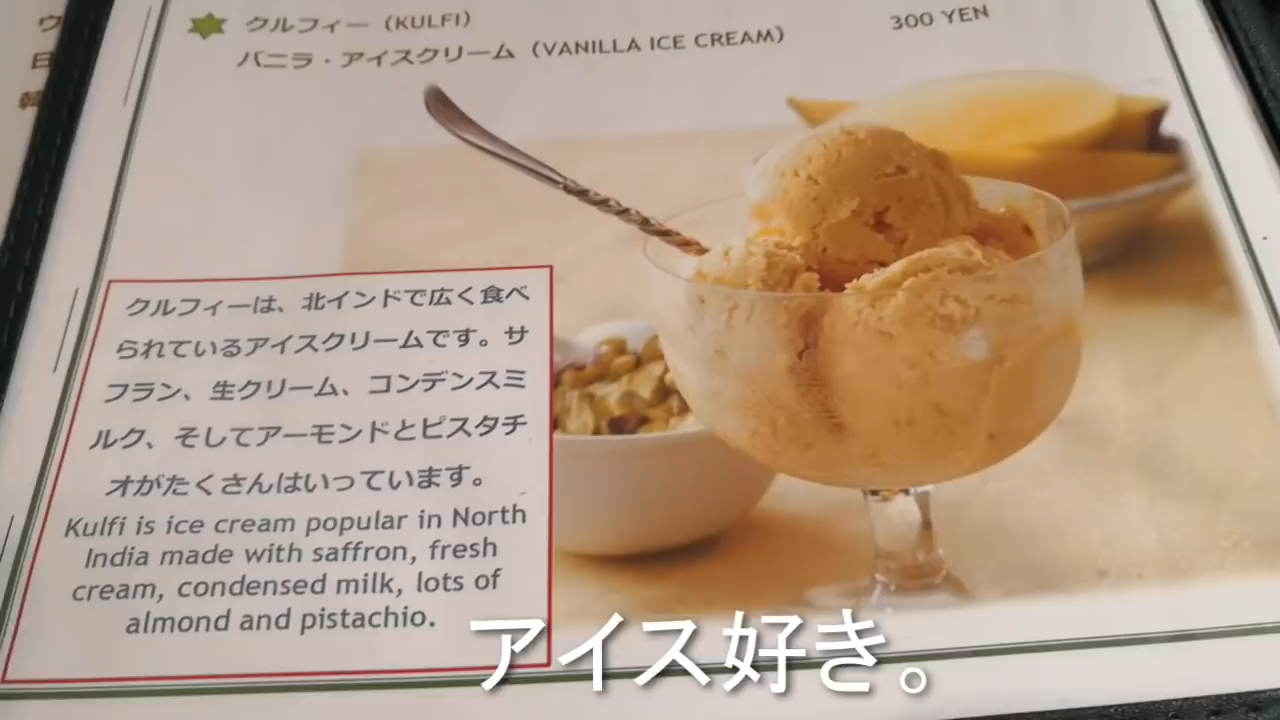 クルフィー（KULFI）
300 YEN
バニラ・アイスクリーム（VANILLA ICE CREAM）
クルフィーは、北インドで広く食べ
られているアイスクリームです。サ
フラン、生クリーム、コンデンスミ
ルク、そしてアーモンドとピスタチ
オがたくさんはいっています。
Kulfi is ice cream popular in North
India made with saffron, fresh
cream, condensed milk, lots of
almond and pistachio.
アイス好き。